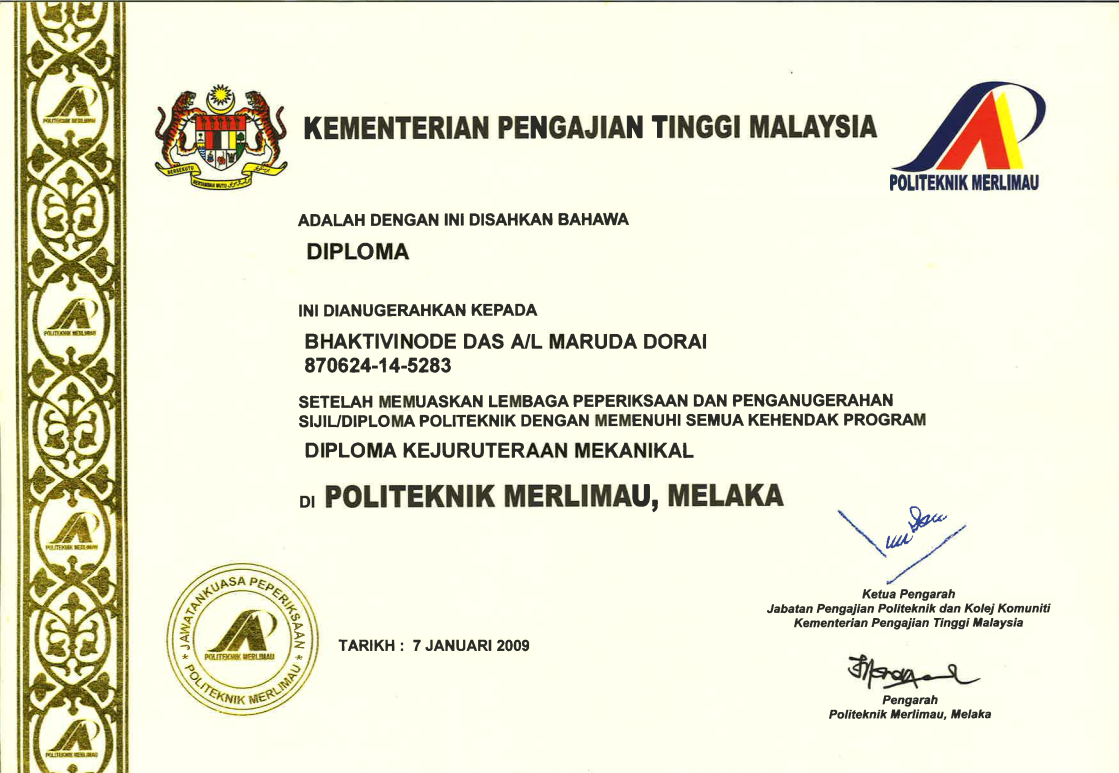 KEMENTERIAN PENGAJIAN TINGGI MALAYSIA
BERSEKUTU
BERTAMBAH MUTU
POLITEKNIK MERLIMAU
ADALAH DENGAN INI DISAHKAN BAHAWA
DIPLOMA
INI DIANUGERAHKAN KEPADA
BHAKTIVINODE DAS A/L MARUDA DORAI
870624-14-5283
SETELAH MEMUASKAN LEMBAGA PEPERIKSAAN DAN PENGANUGERAHAN
SIJIL/DIPLOMA POLITEKNIK DENGAN MEMENUHI SEMUA KEHENDAK PROGRAM
DIPLOMA KEJURUTERAAN MEKANIKAL
DI POLITEKNIK MERLIMAU, MELAKA
Ketua Pengarah
Jabatan Pengajian Politeknik dan Kolej Komuniti
Kementerian Pengajian Tinggi Malaysia
* JAWATANKUASA PEPERIKSAAN *
POLITEKNIK MERLIMAU
POLITEKNIK MERLIMAU
TARIKH : 7 JANUARI 2009
Pengarah
Politeknik Merlimau, Melaka
POLITEKNIK MERLIMAU
POLITEKNIK MERLIMAU
POLITEKNIK MERLIMAU
POLITEKNIK MERLIMAU